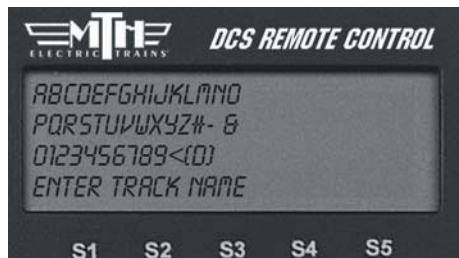 MTH
ELECTRIC TRAINS
DCS REMOTE CONTROL
ABCDEFGHIJKLMNO
PQRSTUVWXYZ#- &
0123456789<(D)
ENTER TRACK NAME
S1 S2 S3 S4 S5